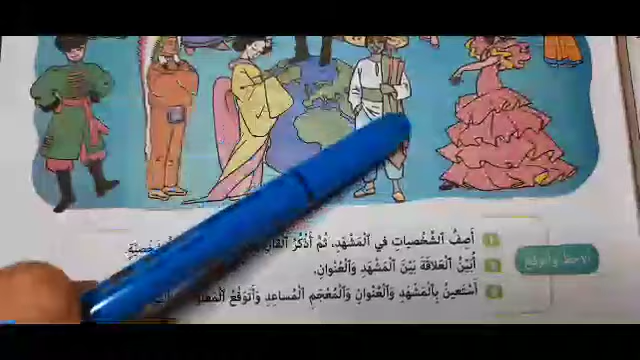 أَصِفُ الشَّخْصِيّاتِ في الْمَشْهَدِ، ثُمَّ أَذْكُرُ
أُبَيِّنُ الْعَلاقَةَ بَيْنَ الْمَشْهَدِ وَالْعُنْوانِ.
أَسْتَعينُ بِالْمَشْهَدِ وَالْعُنْوانِ وَالْمُعْجَمِ الْمُساعِدِ وَأَتَوَقَّعُ
أُلاحِظُ وَأَتَوَقَّعُ